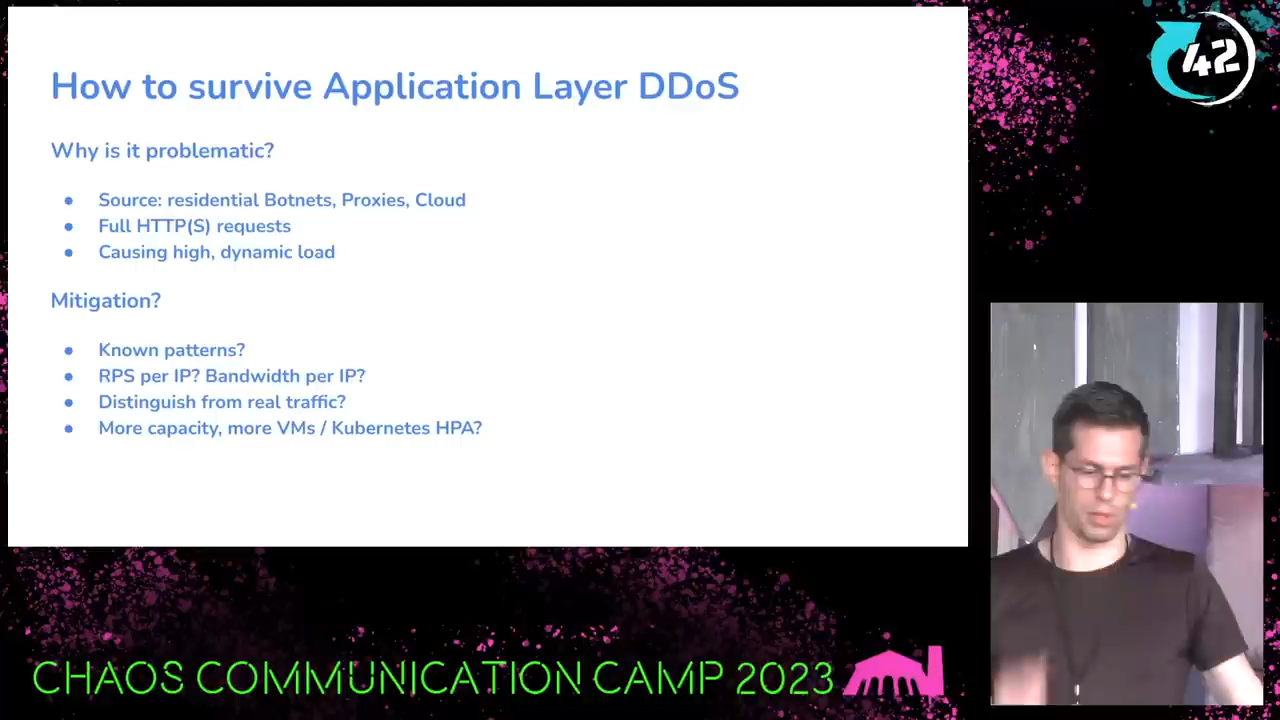 How to survive Application Layer DDoS
Why is it problematic?
● Source: residential Botnets, Proxies, Cloud
● Full HTTP(S) requests
● Causing high, dynamic load
Mitigation?
● Known patterns?
● RPS per IP? Bandwidth per IP?
● Distinguish from real traffic?
● More capacity, more VMs / Kubernetes HPA?
42
CHAOS COMMUNICATION CAMP 2023